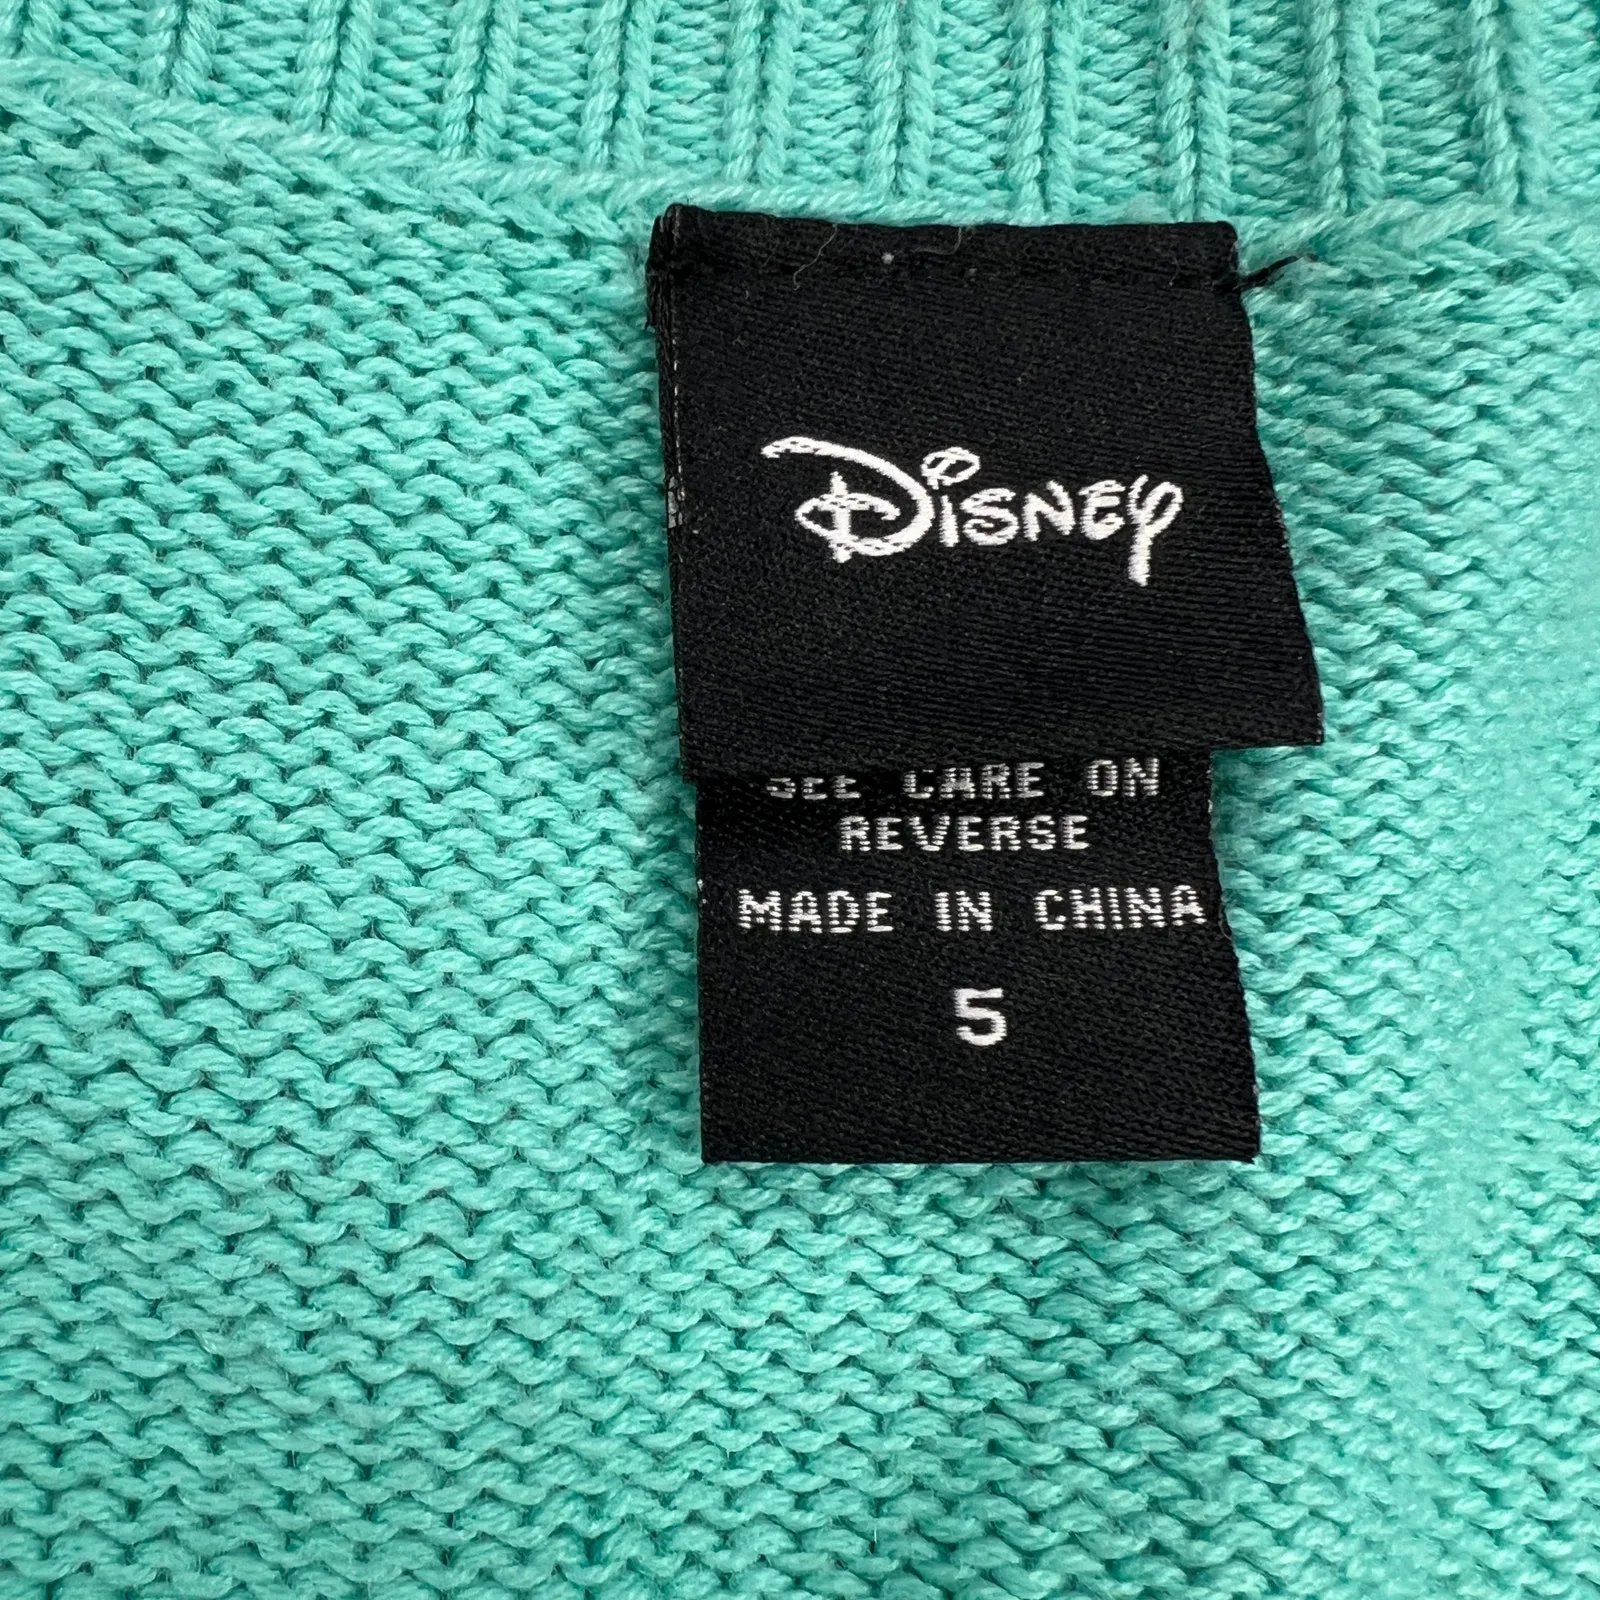 Disney
SEE CARE ON
REVERSE
MADE IN CHINA
5